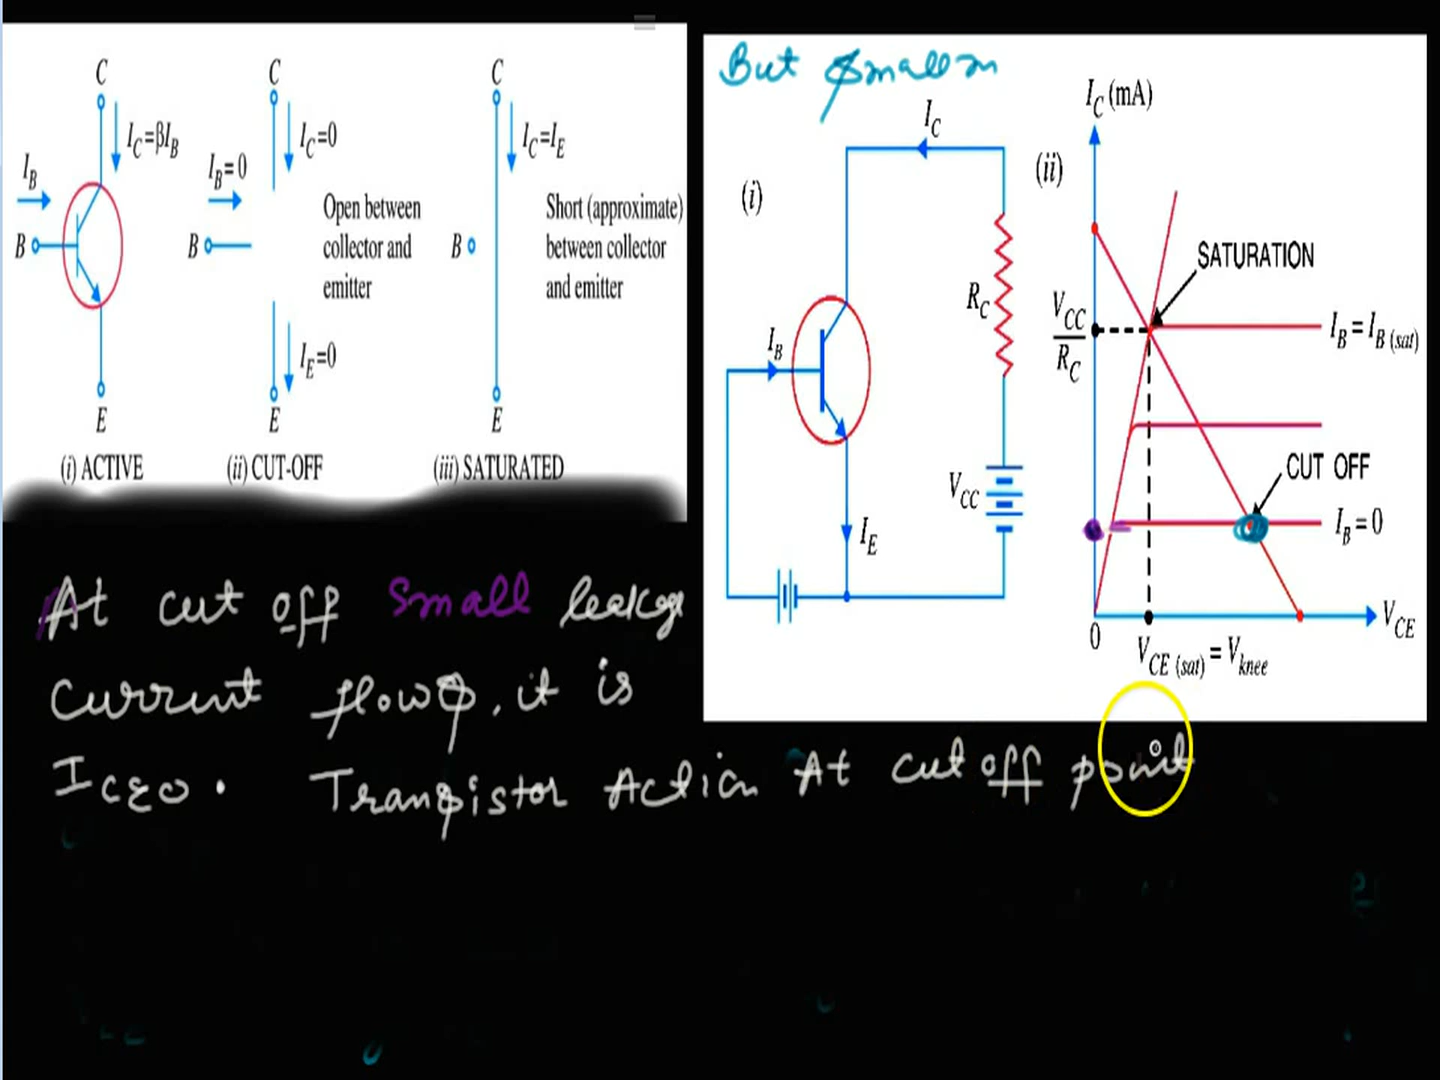 C
I_C=βI_B
I_B
B
E
(i) ACTIVE
C
I_C=0
I_B=0
B
Open between
collector and
emitter
I_E=0
E
(ii) CUT-OFF
C
I_C=I_E
B
Short (approximate)
between collector
and emitter
E
(iii) SATURATED
But small
(i)
I_C
R_C
I_B
V_CC
I_E
(ii)
I_C (mA)
SATURATION
V_CC
R_C
I_B = I_B (sat)
CUT OFF
I_B = 0
0
V_CE
V_CE (sat) = V_knee
At cut off small leakage
current flows, it is
I_CEO. Transistor Action At cut off point